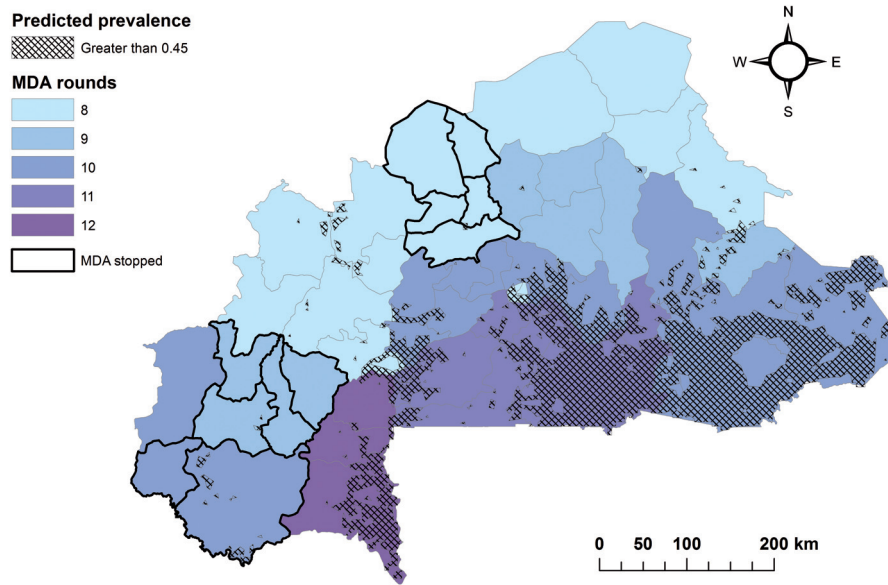 Predicted prevalence
Greater than 0.45
MDA rounds
8
9
10
11
12
MDA stopped
N
W E
S
0 50 100 200 km